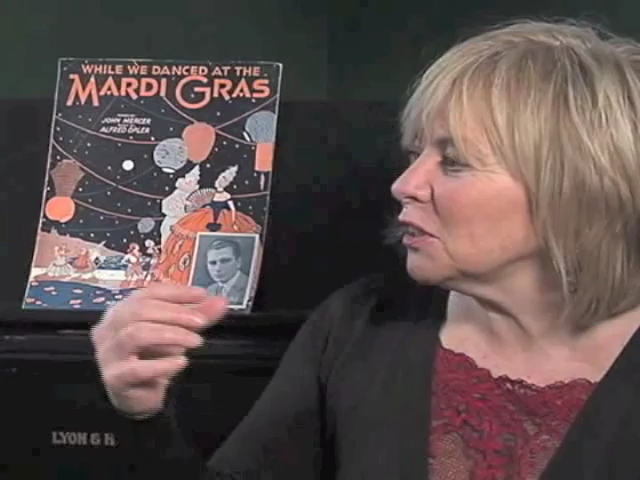 WHILE WE DANCED AT THE
MARDI GRAS
JOHN MERCER
ALFRED OPLER
LYON & H